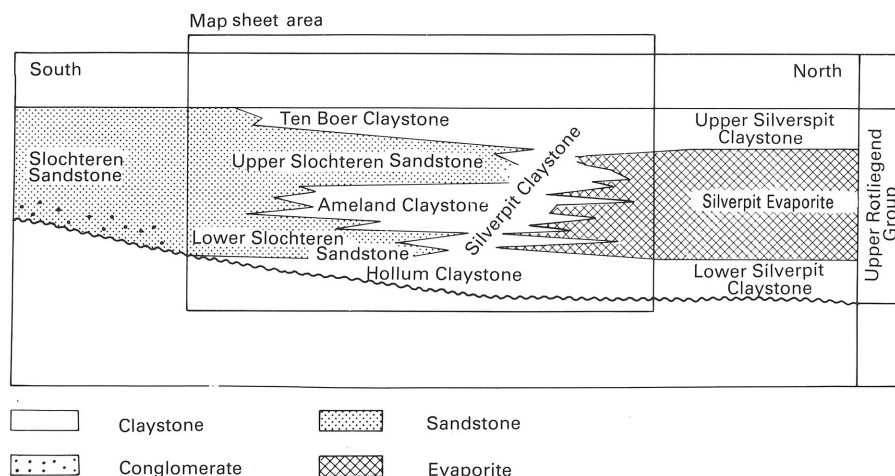 Map sheet area
South
North
Ten Boer Claystone
Upper Silverspit
Claystone
Slochteren
Sandstone
Upper Slochteren Sandstone
Silverpit Claystone
Silverpit Evaporite
Ameland Claystone
Lower Slochteren
Sandstone
Hollum Claystone
Lower Silverpit
Claystone
Upper Rotliegend
Group
Claystone
Sandstone
Conglomerate
Evaporite